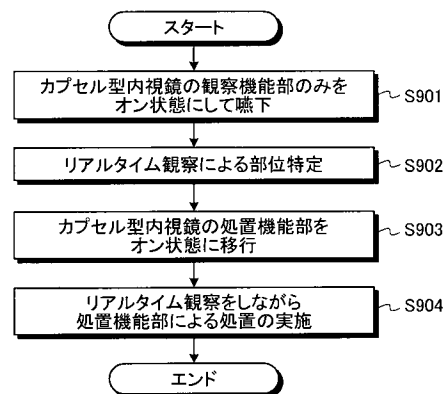 スタート
カプセル型内視鏡の観察機能部のみを
オン状態にして嚥下
S901
リアルタイム観察による部位特定
S902
カプセル型内視鏡の処置機能部を
オン状態に移行
S903
リアルタイム観察をしながら
処置機能部による処置の実施
S904
エンド